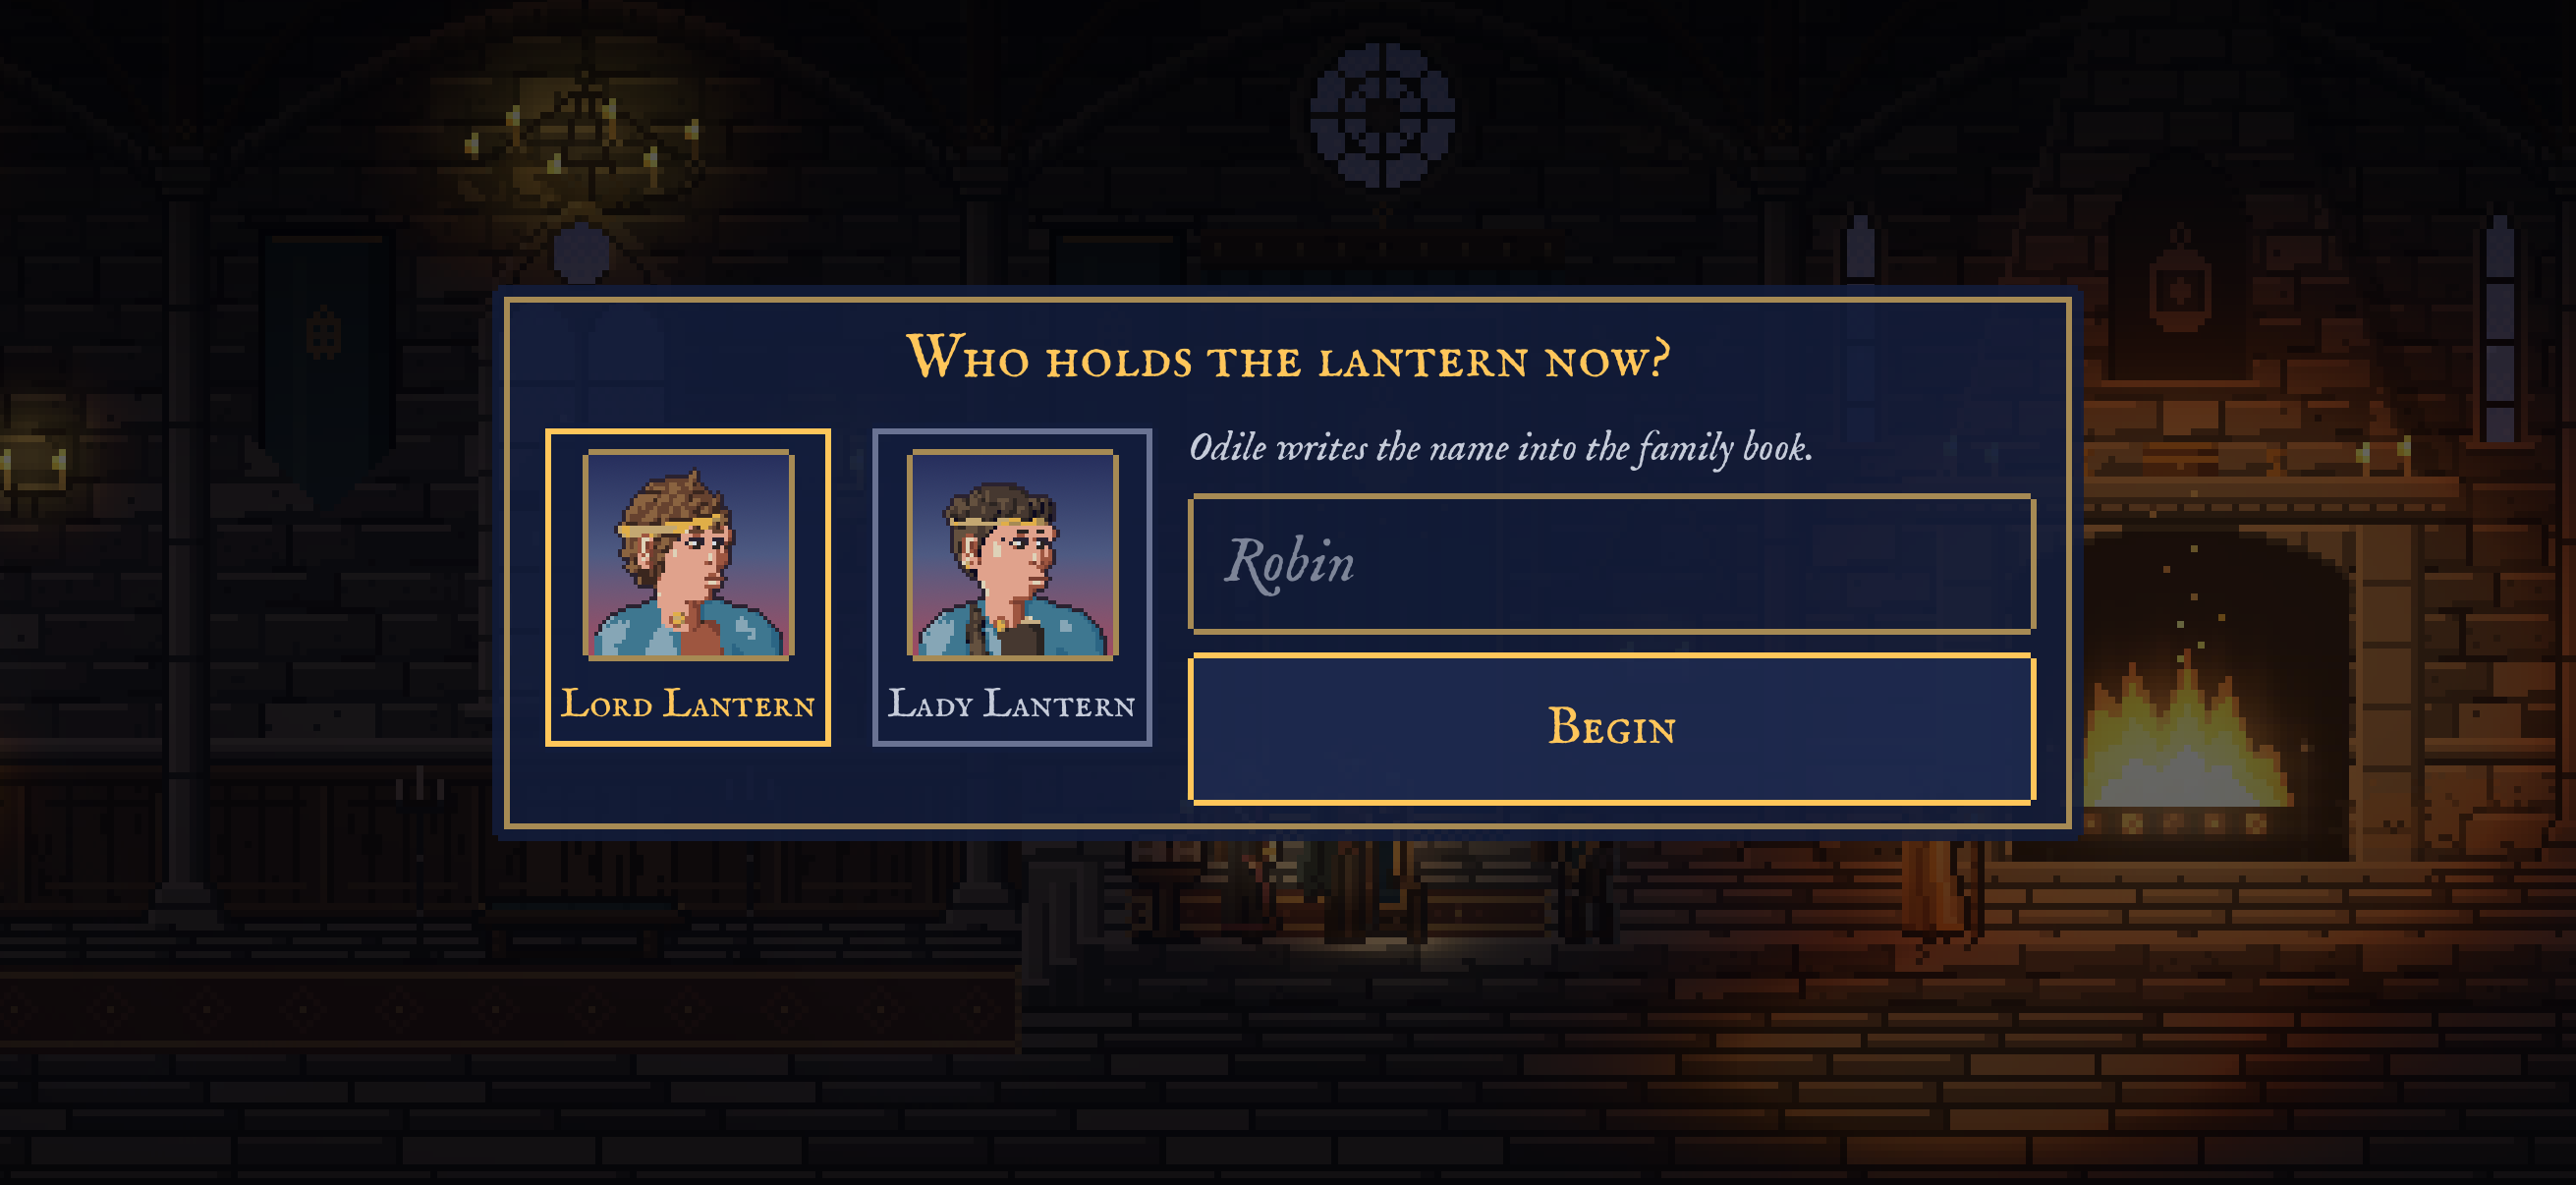 Who holds the lantern now?
Odile writes the name into the family book.
Robin
Lord Lantern
Lady Lantern
Begin